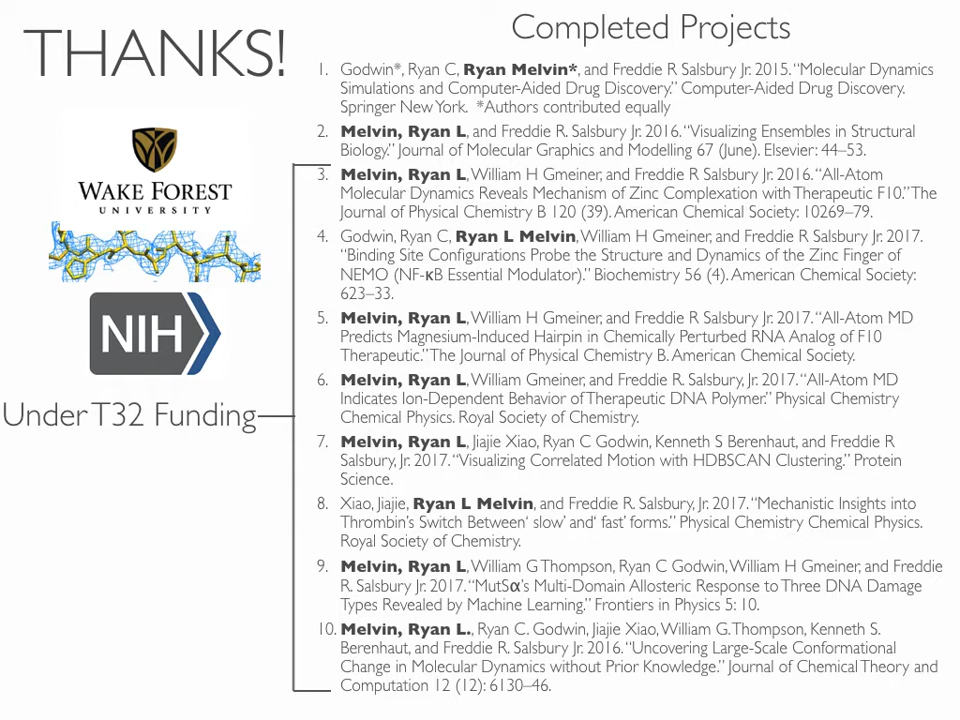 THANKS!
WAKE FOREST
UNIVERSITY
NIH
Under T32 Funding
Completed Projects
1. Godwin*, Ryan C, Ryan Melvin*, and Freddie R Salsbury Jr. 2015. “Molecular Dynamics
Simulations and Computer-Aided Drug Discovery.” Computer-Aided Drug Discovery.
Springer New York. *Authors contributed equally
2. Melvin, Ryan L, and Freddie R. Salsbury Jr. 2016. “Visualizing Ensembles in Structural
Biology.” Journal of Molecular Graphics and Modelling 67 (June). Elsevier: 44–53.
3. Melvin, Ryan L, William H Gmeiner, and Freddie R Salsbury Jr. 2016. “All-Atom
Molecular Dynamics Reveals Mechanism of Zinc Complexation with Therapeutic F10.” The
Journal of Physical Chemistry B 120 (39). American Chemical Society: 10269–79.
4. Godwin, Ryan C, Ryan L Melvin, William H Gmeiner, and Freddie R Salsbury Jr. 2017.
“Binding Site Configurations Probe the Structure and Dynamics of the Zinc Finger of
NEMO (NF-κB Essential Modulator).” Biochemistry 56 (4). American Chemical Society:
623–33.
5. Melvin, Ryan L, William H Gmeiner, and Freddie R Salsbury Jr. 2017. “All-Atom MD
Predicts Magnesium-Induced Hairpin in Chemically Perturbed RNA Analog of F10
Therapeutic.” The Journal of Physical Chemistry B. American Chemical Society.
6. Melvin, Ryan L, William Gmeiner, and Freddie R. Salsbury, Jr. 2017. “All-Atom MD
Indicates Ion-Dependent Behavior of Therapeutic DNA Polymer.” Physical Chemistry
Chemical Physics. Royal Society of Chemistry.
7. Melvin, Ryan L, Jiajie Xiao, Ryan C Godwin, Kenneth S Berenhaut, and Freddie R
Salsbury, Jr. 2017. “Visualizing Correlated Motion with HDBSCAN Clustering.” Protein
Science.
8. Xiao, Jiajie, Ryan L Melvin, and Freddie R. Salsbury, Jr. 2017. “Mechanistic Insights into
Thrombin’s Switch Between‘ slow’ and‘ fast’ forms.” Physical Chemistry Chemical Physics.
Royal Society of Chemistry.
9. Melvin, Ryan L, William G Thompson, Ryan C Godwin, William H Gmeiner, and Freddie
R. Salsbury Jr. 2017. “MutSα’s Multi-Domain Allosteric Response to Three DNA Damage
Types Revealed by Machine Learning.” Frontiers in Physics 5: 10.
10. Melvin, Ryan L., Ryan C. Godwin, Jiajie Xiao, William G. Thompson, Kenneth S.
Berenhaut, and Freddie R. Salsbury Jr. 2016. “Uncovering Large-Scale Conformational
Change in Molecular Dynamics without Prior Knowledge.” Journal of Chemical Theory and
Computation 12 (12): 6130–46.